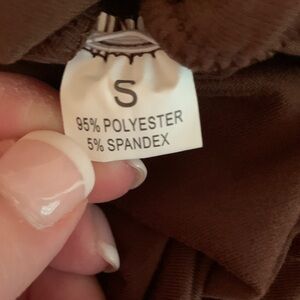 S
95% POLYESTER
5% SPANDEX